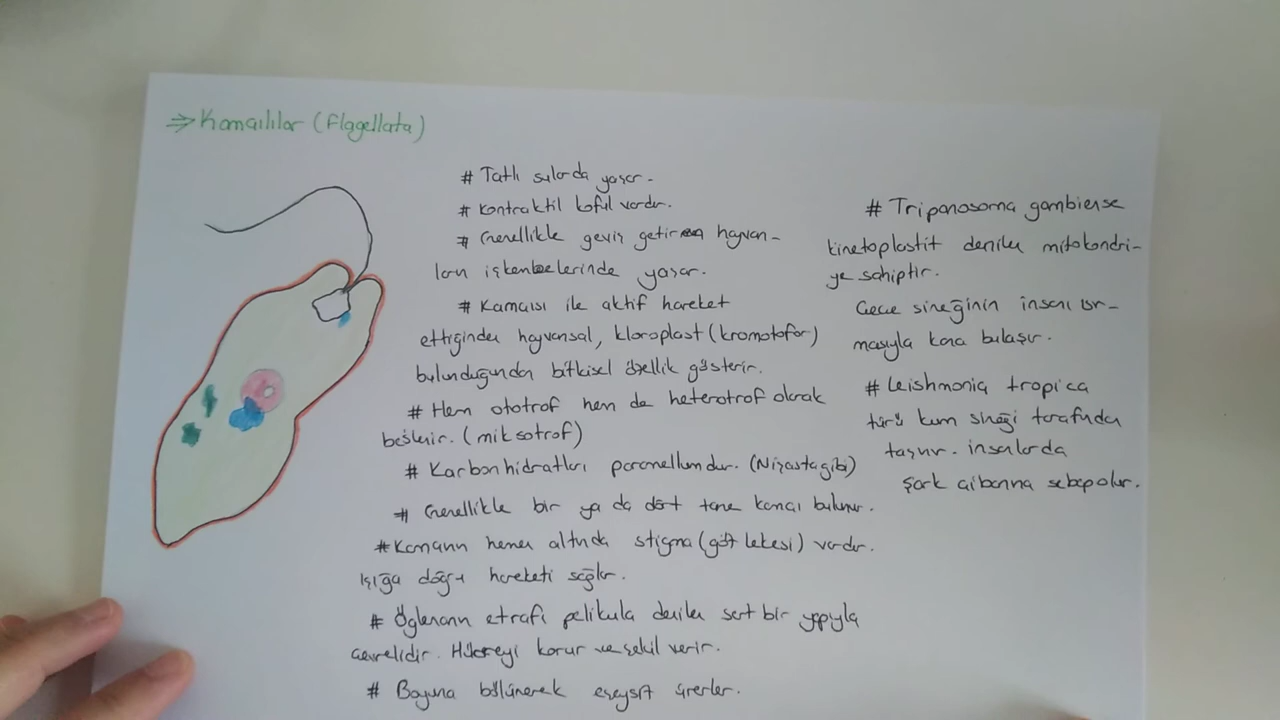 ⇒ Kamçılılar (flagellata)
# Tatlı sularda yaşar.
# Kontraktil koful vardır.
# Genellikle geviş getiren hayvan-
ların işkembelerinde yaşar.
# Kamçısı ile aktif hareket
ettiğinden hayvansal, kloroplast (kromotofor)
bulunduğundan bitkisel özellik gösterir.
# Hem ototrof hem de heterotrof olarak
beslenir. (miksotrof)
# Karbonhidratları paramellumdur. (Nişasta gibi)
# Genellikle bir ya da dört tane kamçı bulunur.
# Kamçının hemen altında stigma (göz lekesi) vardır.
Işığa doğru hareketi sağlar.
# Öglenanın etrafı pelikula denilen sert bir yapıyla
çevrelidir. Hücreyi korur ve şekil verir.
# Boyuna bölünerek eşeysiz ürerler.
# Tripanosoma gambiense
kinetoplastit denilen mitokondri-
ye sahiptir.
Çeçe sineğinin insanı ısır-
masıyla kana bulaşır.
# Leishmania tropica
türü kum sineği tarafından
taşınır. insanlarda
şark çıbanına sebep olur.